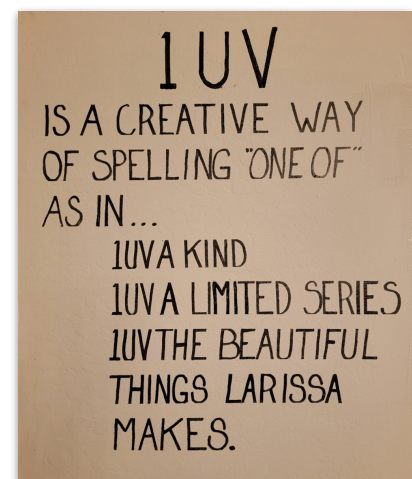 1UV
IS A CREATIVE WAY
OF SPELLING "ONE OF"
AS IN...
1UV A KIND
1UV A LIMITED SERIES
1UV THE BEAUTIFUL
THINGS LARISSA
MAKES.